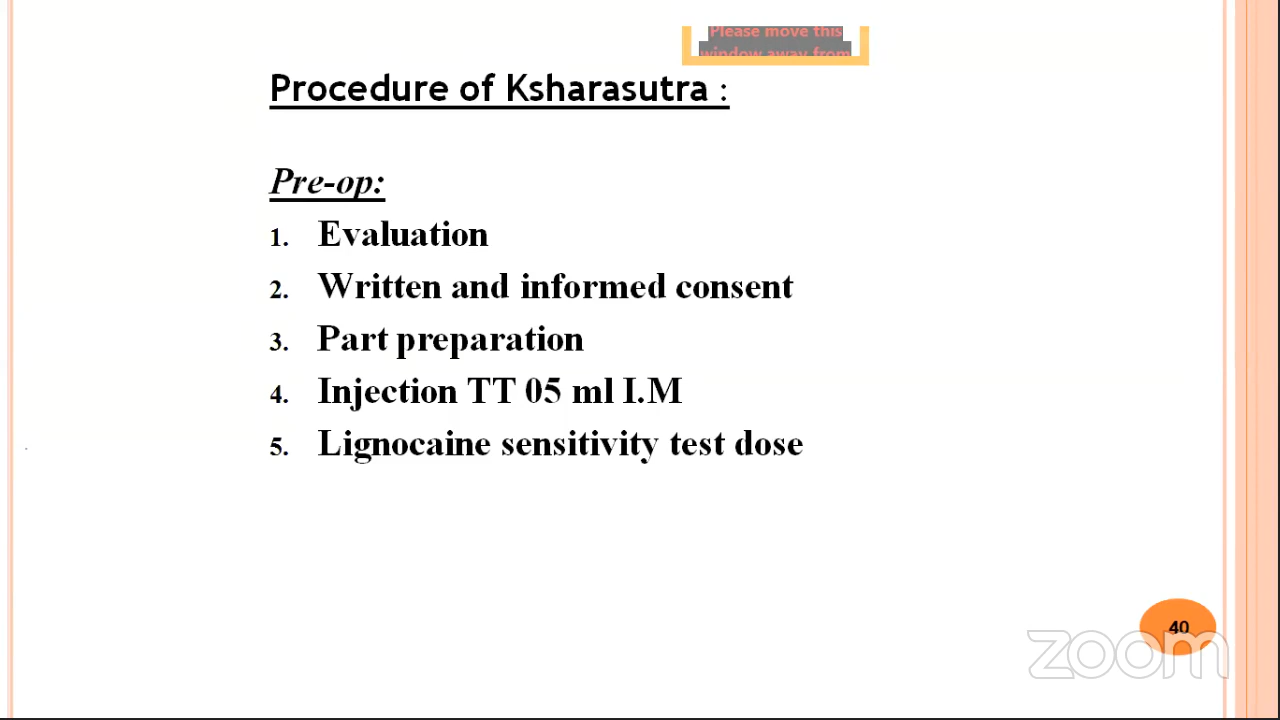 Please move this
window away from
Procedure of Ksharasutra :
Pre-op:
1. Evaluation
2. Written and informed consent
3. Part preparation
4. Injection TT 05 ml I.M
5. Lignocaine sensitivity test dose
40
zoom